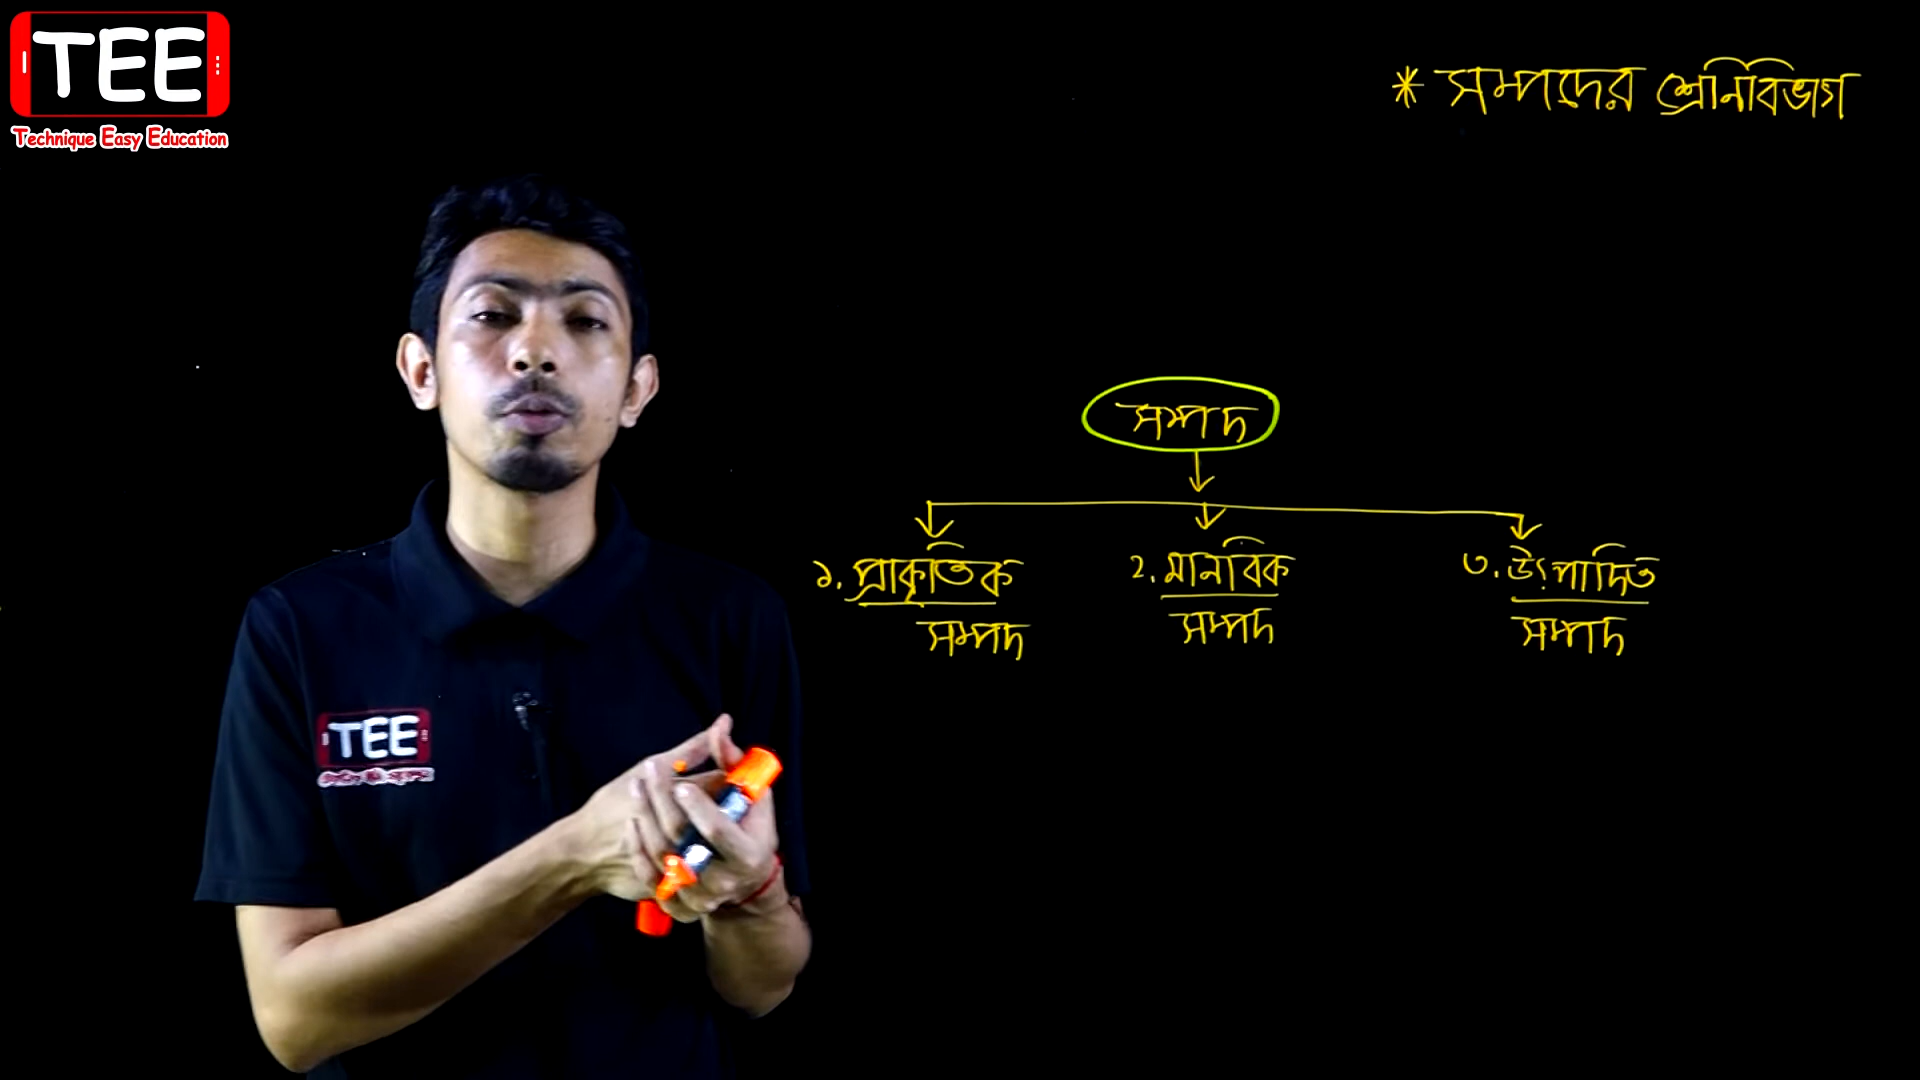 TEE
Technique Easy Education
* সম্পদের শ্রেনিবিভাগ
সম্পদ
১. প্রাকৃতিক
সম্পদ
২. মানবিক
সম্পদ
৩. উৎপাদিত
সম্পদ
TEE